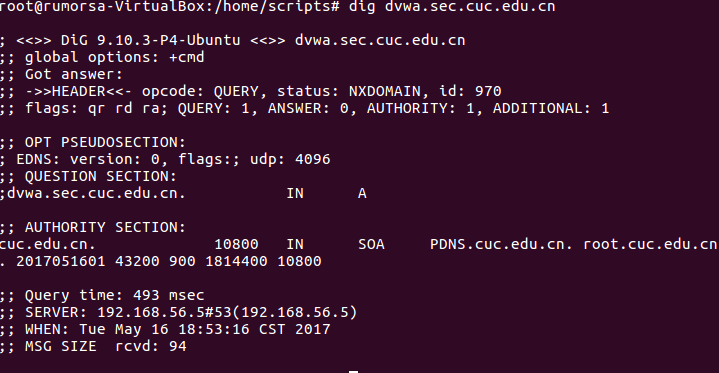 root@rumorsa-VirtualBox:/home/scripts# dig dvwa.sec.cuc.edu.cn
; <<>> DiG 9.10.3-P4-Ubuntu <<>> dvwa.sec.cuc.edu.cn
;; global options: +cmd
;; Got answer:
;; ->>HEADER<<- opcode: QUERY, status: NXDOMAIN, id: 970
;; flags: qr rd ra; QUERY: 1, ANSWER: 0, AUTHORITY: 1, ADDITIONAL: 1
;; OPT PSEUDOSECTION:
; EDNS: version: 0, flags:; udp: 4096
;; QUESTION SECTION:
;dvwa.sec.cuc.edu.cn. IN A
;; AUTHORITY SECTION:
cuc.edu.cn. 10800 IN SOA PDNS.cuc.edu.cn. root.cuc.edu.cn
. 2017051601 43200 900 1814400 10800
;; Query time: 493 msec
;; SERVER: 192.168.56.5#53(192.168.56.5)
;; WHEN: Tue May 16 18:53:16 CST 2017
;; MSG SIZE rcvd: 94